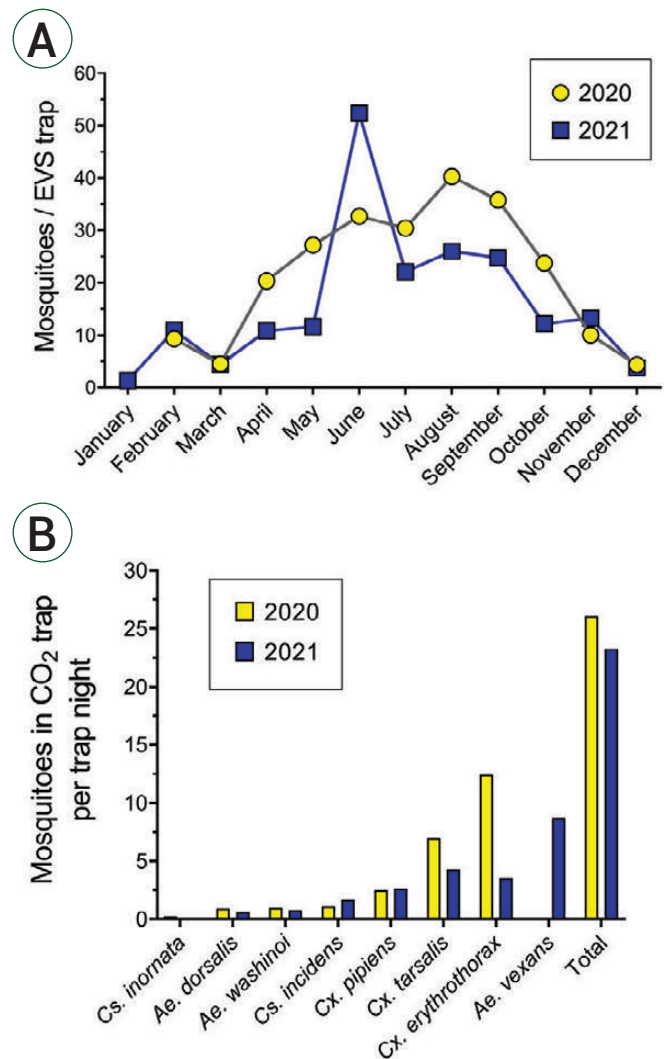 A
Mosquitoes / EVS trap
60
50
40
30
20
10
0
2020
2021
January
February
March
April
May
June
July
August
September
October
November
December
B
Mosquitoes in CO₂ trap
per trap night
30
25
20
15
10
5
0
2020
2021
Cs. inornata
Ae. dorsalis
Ae. washinoi
Cs. incidens
Cx. pipiens
Cx. tarsalis
Cx. erythrothorax
Ae. vexans
Total